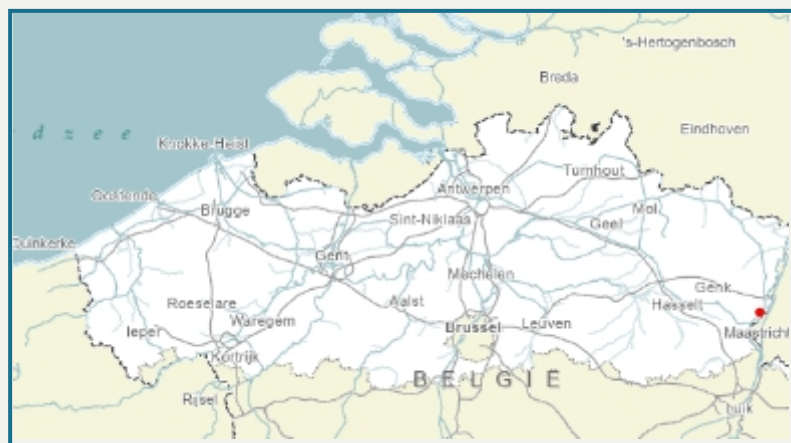 's-Hertogenbosch
Breda
d z e e
Eindhoven
Knokke-Heist
Turnhout
Oostende
Antwerpen
Brugge
Mol
Sint-Niklaas
Geel
Duinkerke
Gent
Mechelen
Genk
Roeselare
Aalst
Hasselt
Ieper
Waregem
Brussel
Leuven
Maastricht
Kortrijk
BELGIË
Rijsel
Luik